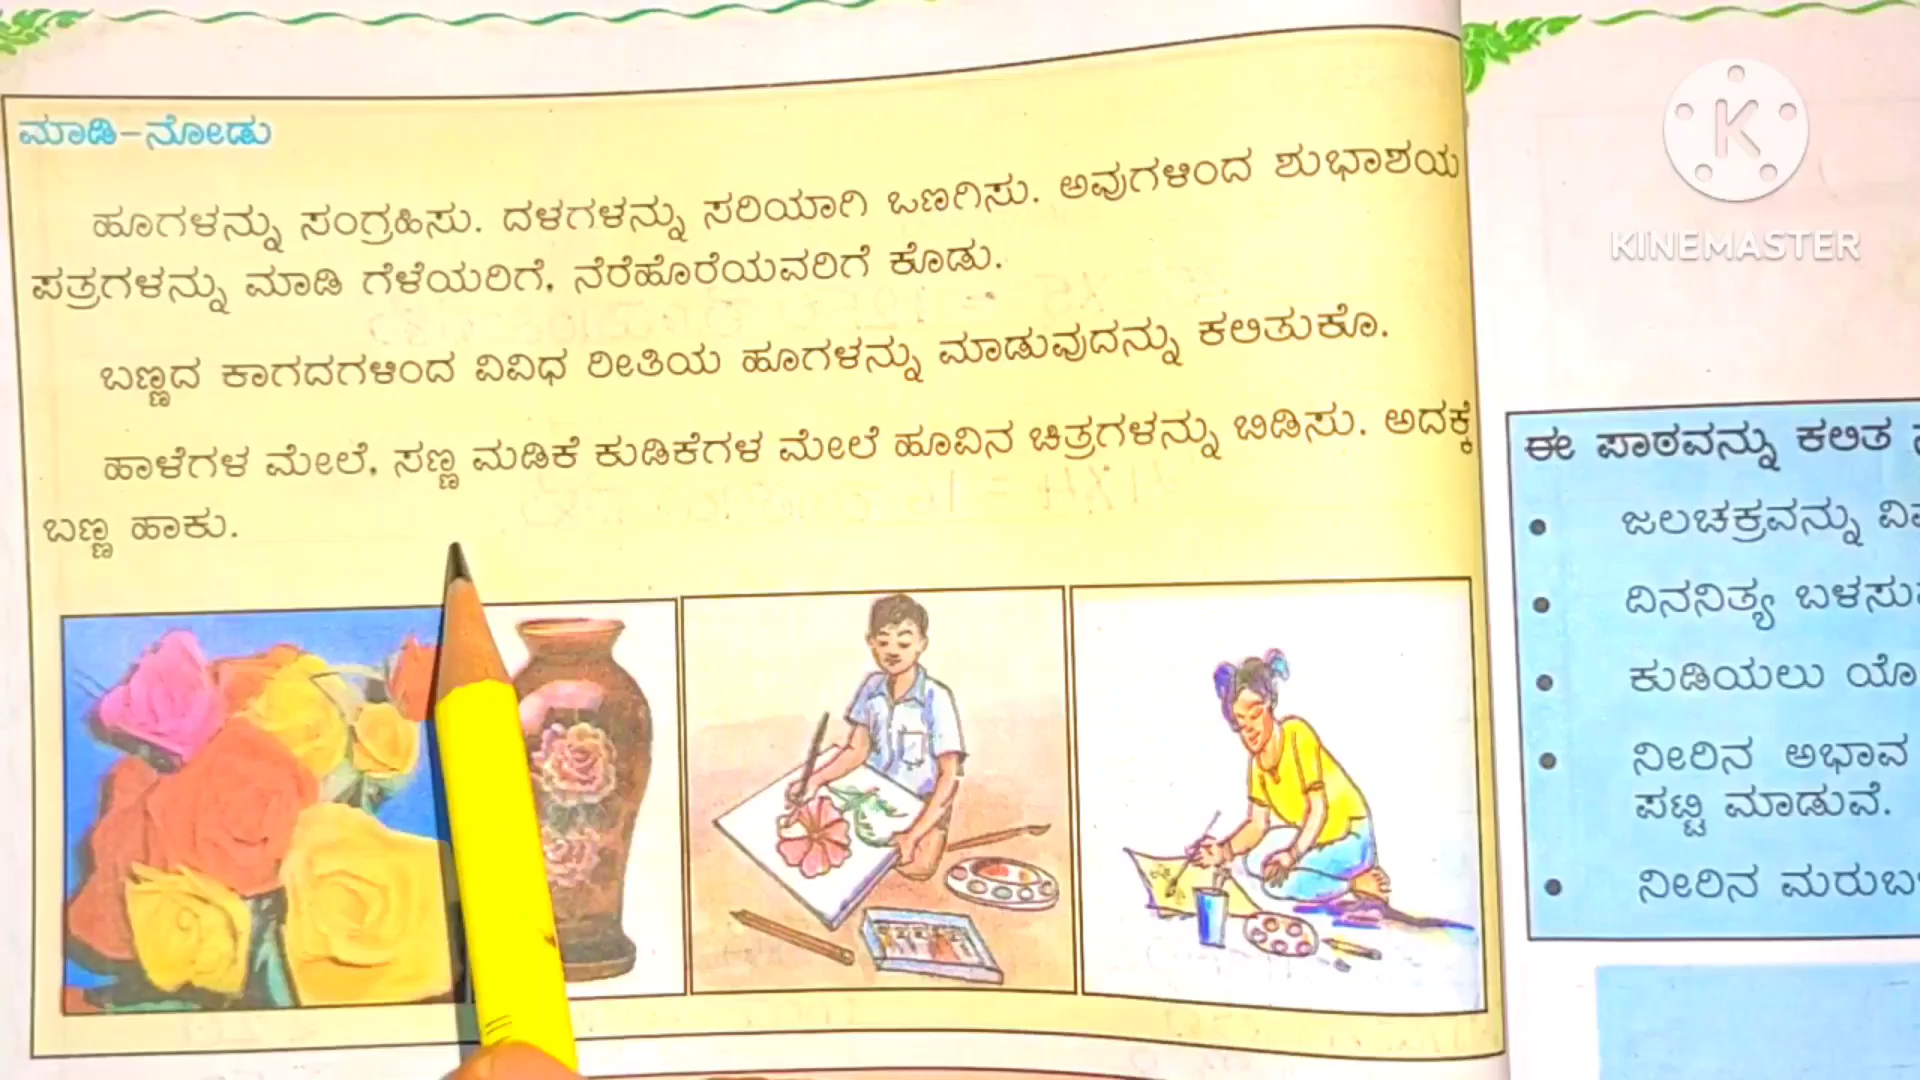 ಮಾಡಿ-ನೋಡು
ಹೂಗಳನ್ನು ಸಂಗ್ರಹಿಸು. ದಳಗಳನ್ನು ಸರಿಯಾಗಿ ಒಣಗಿಸು. ಅವುಗಳಿಂದ ಶುಭಾಶಯ
ಪತ್ರಗಳನ್ನು ಮಾಡಿ ಗೆಳೆಯರಿಗೆ, ನೆರೆಹೊರೆಯವರಿಗೆ ಕೊಡು.
ಬಣ್ಣದ ಕಾಗದಗಳಿಂದ ವಿವಿಧ ರೀತಿಯ ಹೂಗಳನ್ನು ಮಾಡುವುದನ್ನು ಕಲಿತುಕೊ.
ಹಾಳೆಗಳ ಮೇಲೆ, ಸಣ್ಣ ಮಡಿಕೆ ಕುಡಿಕೆಗಳ ಮೇಲೆ ಹೂವಿನ ಚಿತ್ರಗಳನ್ನು ಬಿಡಿಸು. ಅದಕ್ಕೆ
ಬಣ್ಣ ಹಾಕು.
KINEMASTER
ಈ ಪಾಠವನ್ನು ಕಲಿತ
• ಜಲಚಕ್ರವನ್ನು
• ದಿನನಿತ್ಯ
• ಕುಡಿಯಲು
• ನೀರಿನ ಅಭಾವ
ಪಟ್ಟಿ ಮಾಡುವೆ.
• ನೀರಿನ